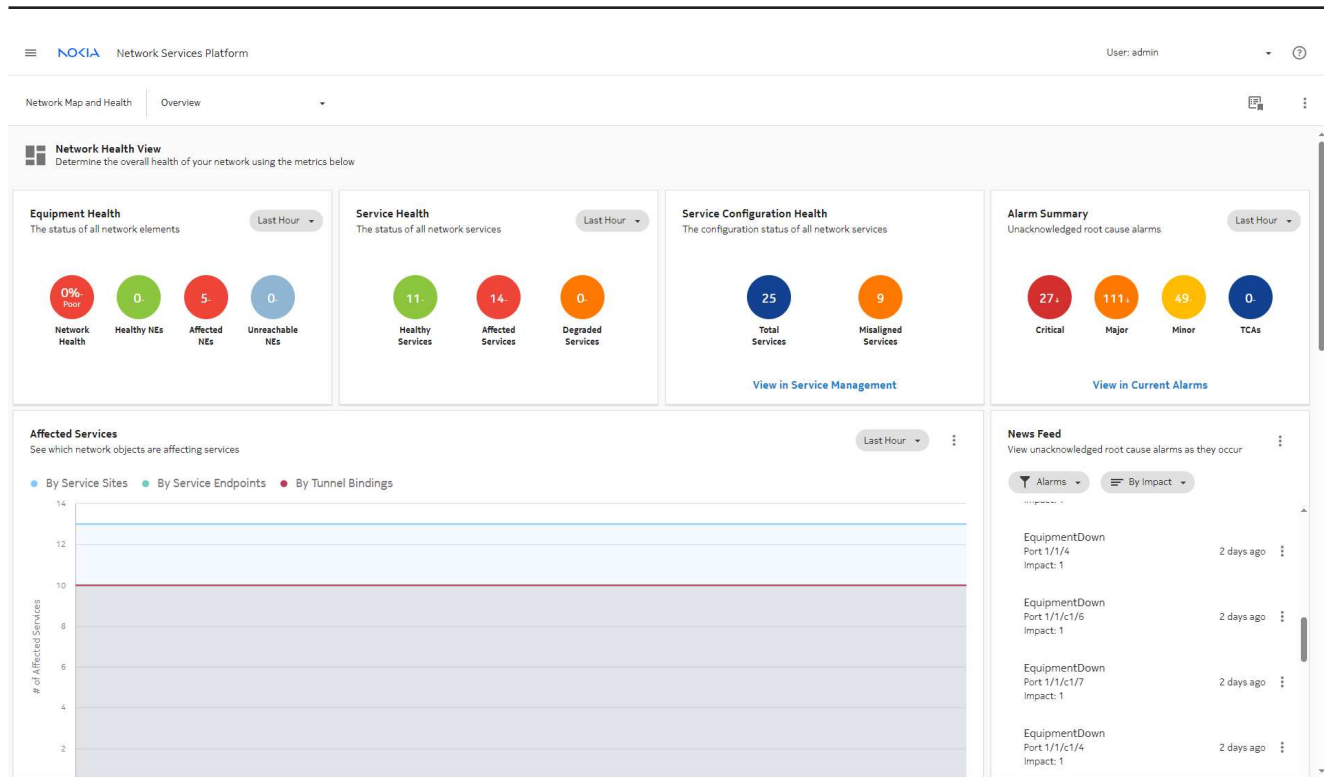 NOKIA Network Services Platform
User: admin
Network Map and Health
Overview
Network Health View
Determine the overall health of your network using the metrics below
Equipment Health
The status of all network elements
Last Hour
0%-
Poor
Network
Health
0-
Healthy NEs
5-
Affected
NEs
0-
Unreachable
NEs
Service Health
The status of all network services
Last Hour
11-
Healthy
Services
14-
Affected
Services
0-
Degraded
Services
Service Configuration Health
The configuration status of all network services
25
Total
Services
9
Misaligned
Services
View in Service Management
Alarm Summary
Unacknowledged root cause alarms
Last Hour
27↓
Critical
111↓
Major
49-
Minor
0-
TCAs
View in Current Alarms
Affected Services
See which network objects are affecting services
Last Hour
By Service Sites
By Service Endpoints
By Tunnel Bindings
# of Affected Services
14
12
10
8
6
4
2
News Feed
View unacknowledged root cause alarms as they occur
Alarms
By Impact
Impact: 1
EquipmentDown
Port 1/1/4
Impact: 1
2 days ago
EquipmentDown
Port 1/1/c1/6
Impact: 1
2 days ago
EquipmentDown
Port 1/1/c1/7
Impact: 1
2 days ago
EquipmentDown
Port 1/1/c1/4
Impact: 1
2 days ago